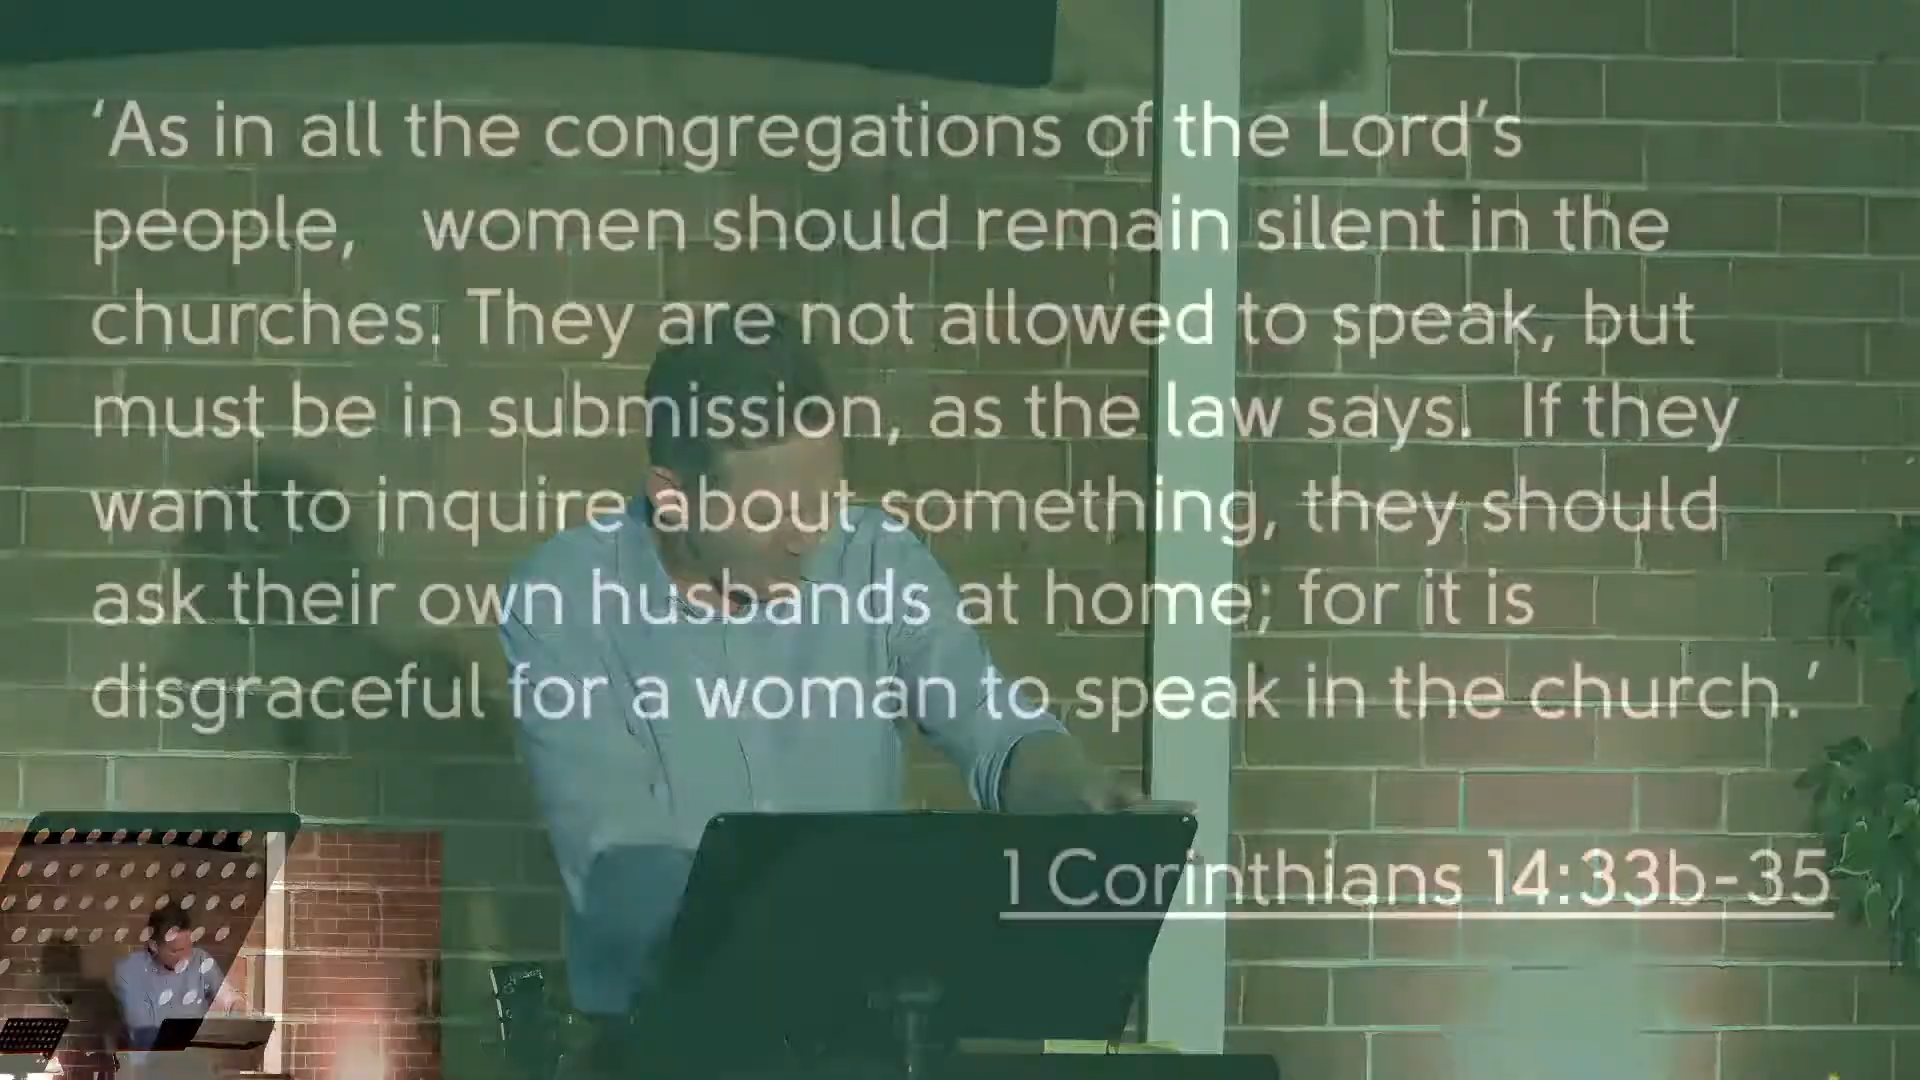 ‘As in all the congregations of the Lord’s
people, women should remain silent in the
churches. They are not allowed to speak, but
must be in submission, as the law says. If they
want to inquire about something, they should
ask their own husbands at home; for it is
disgraceful for a woman to speak in the church.’
1 Corinthians 14:33b-35